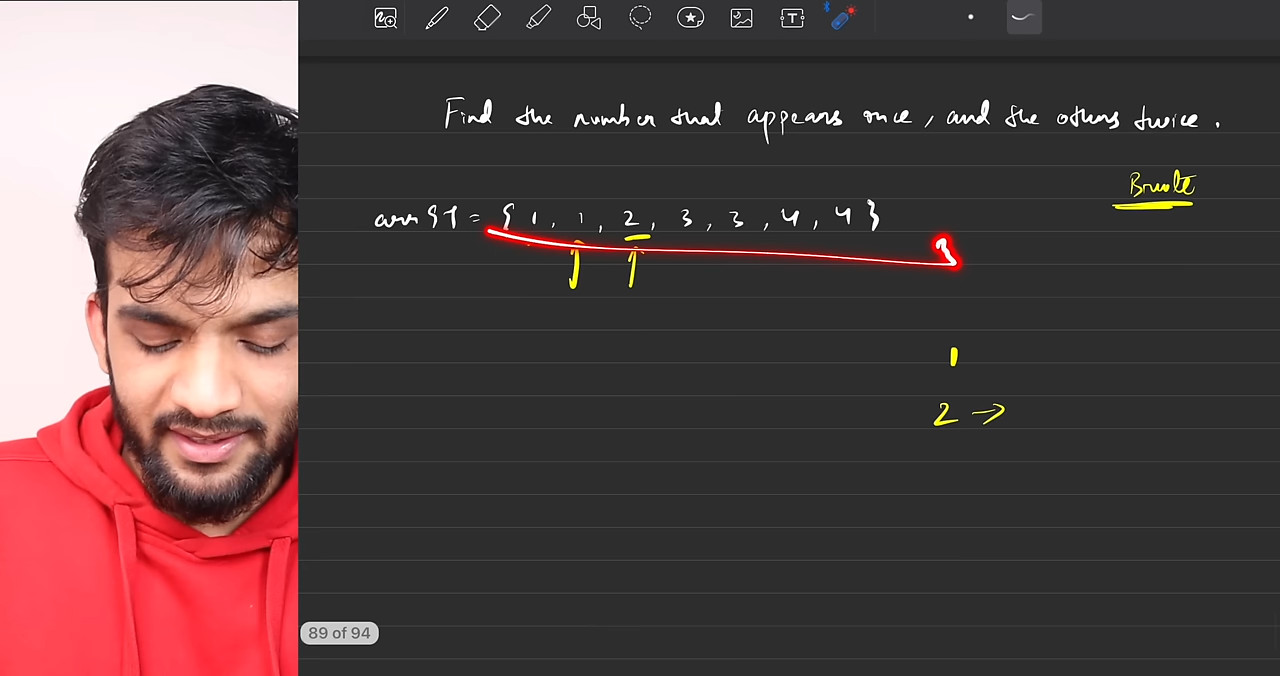 Find the number that appears once, and the others twice.
Brute
arr[] = { 1, 1, 2, 3, 3, 4, 4 }
1
2 →
89 of 94